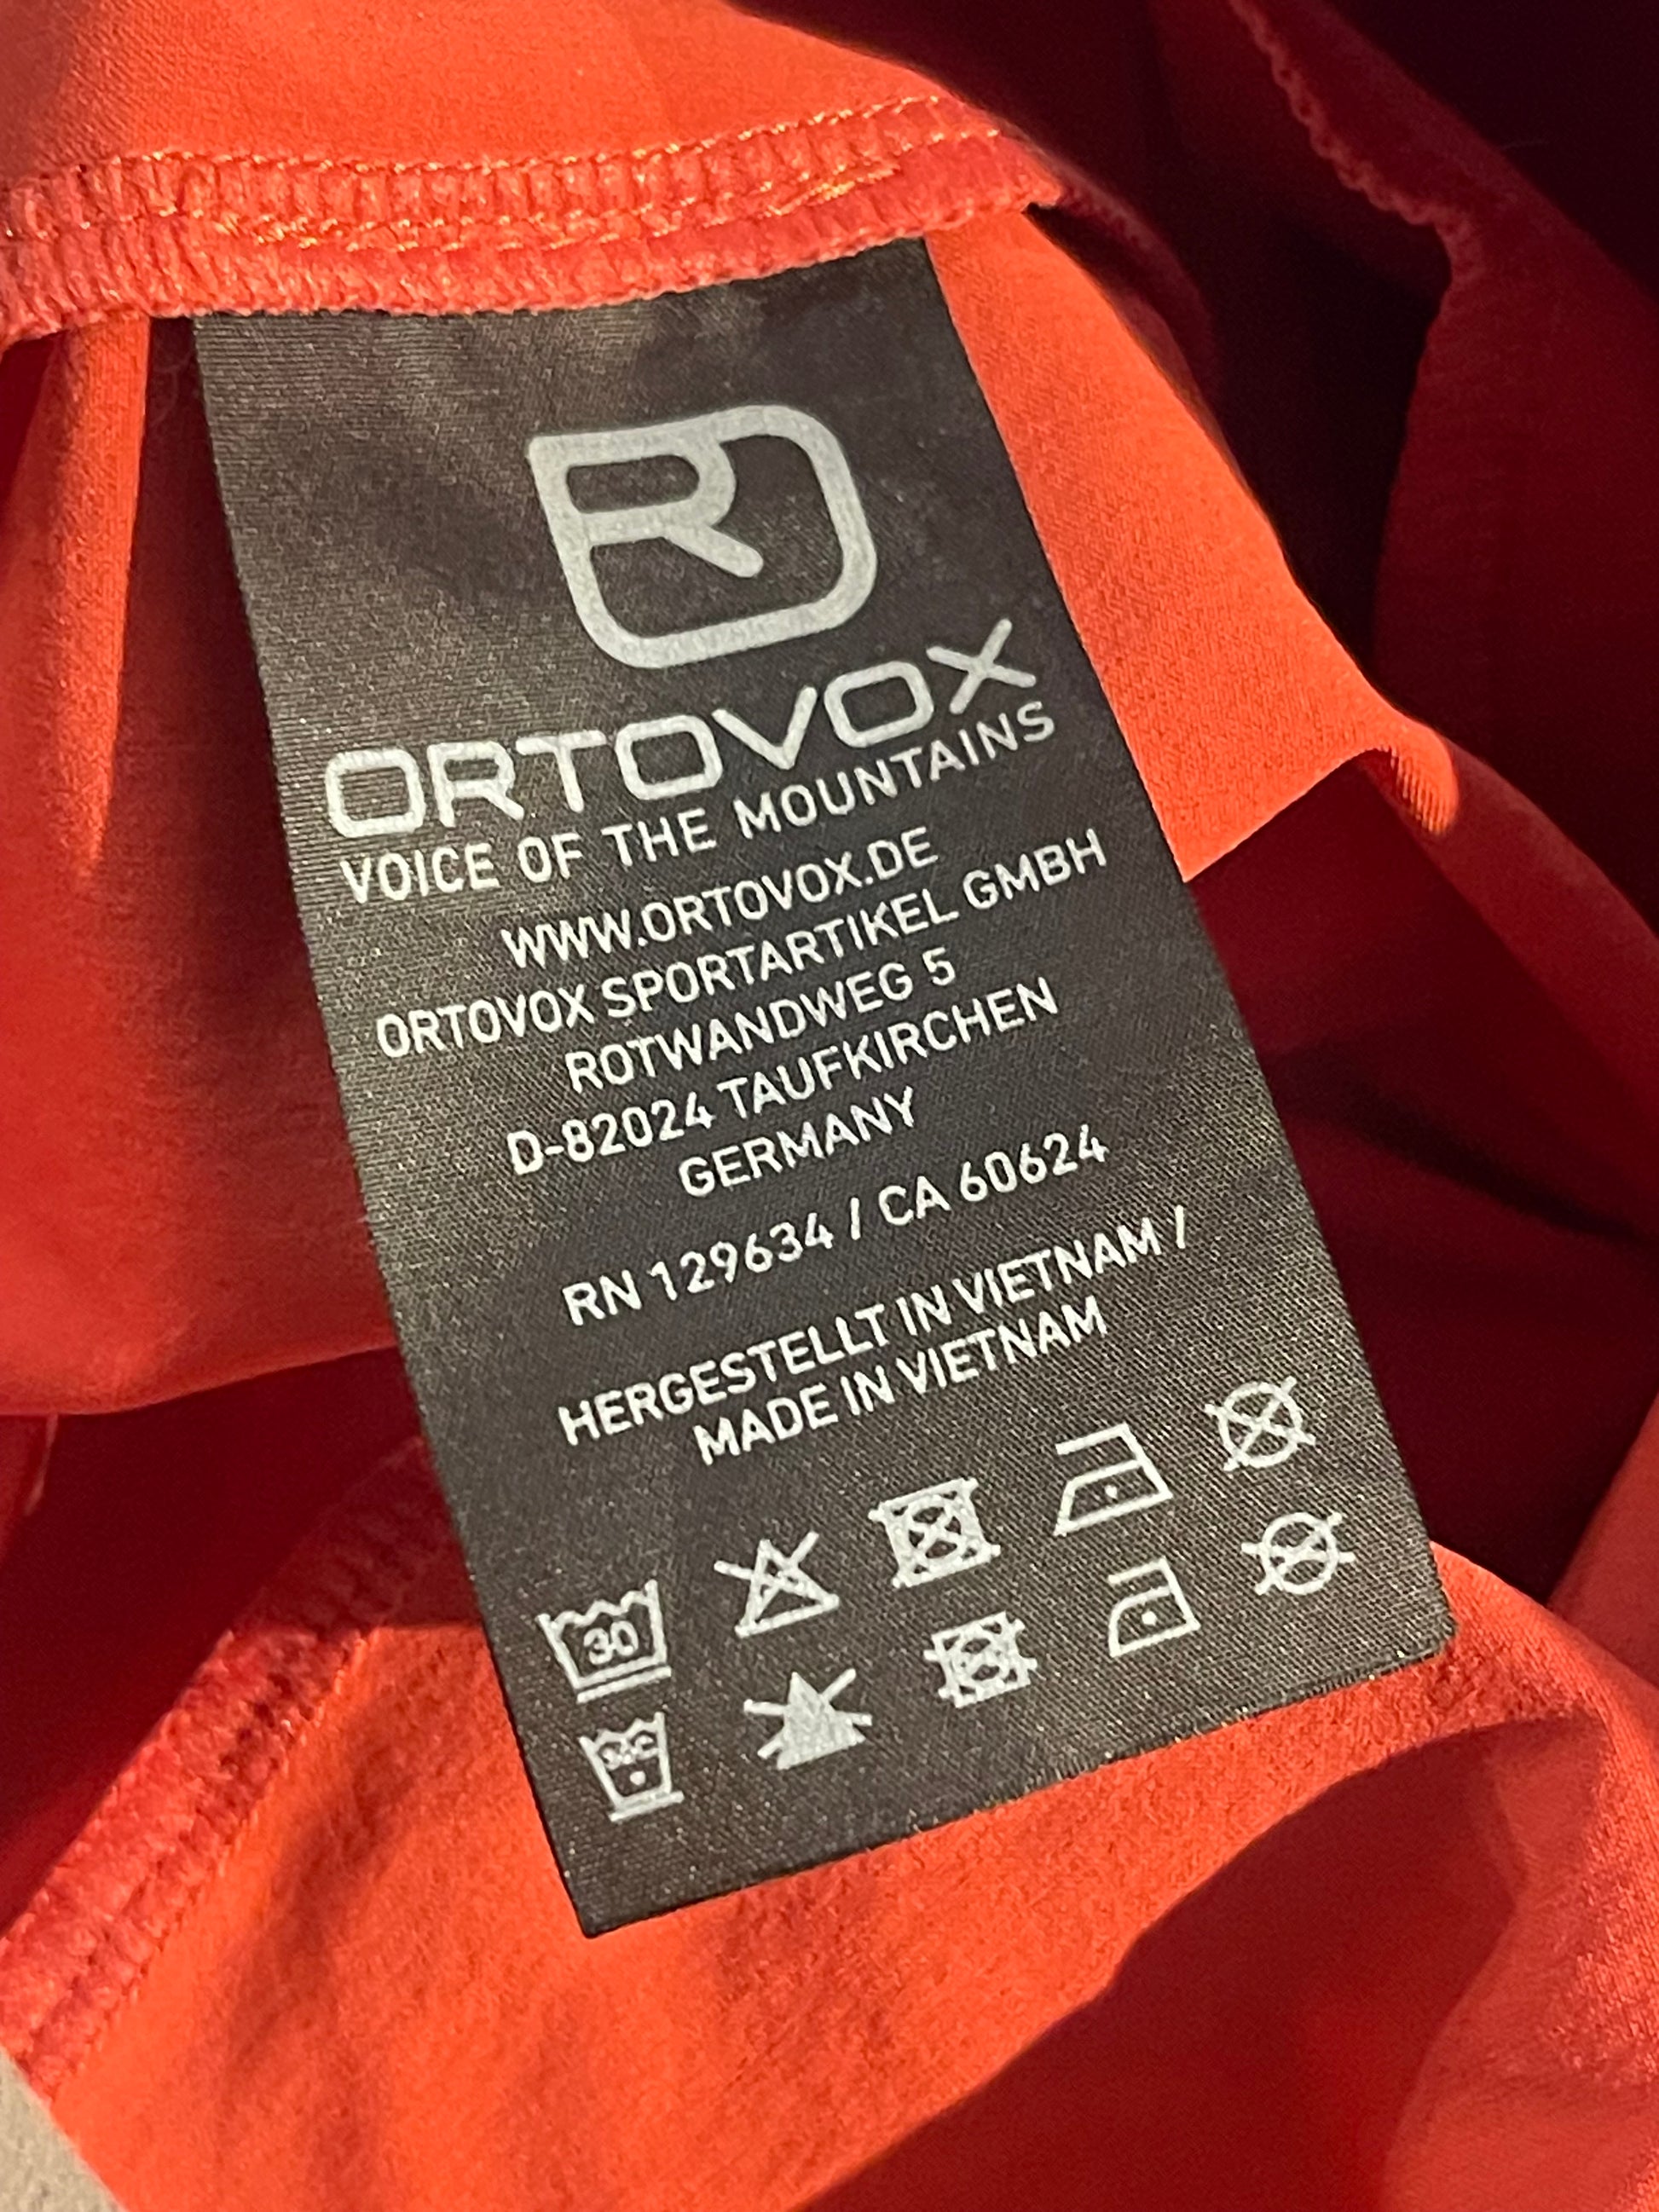 ORTOVOX
VOICE OF THE MOUNTAINS
WWW.ORTOVOX.DE
ORTOVOX SPORTARTIKEL GMBH
ROTWANDWEG 5
D-82024 TAUFKIRCHEN
GERMANY
RN 129634 / CA 60624
HERGESTELLT IN VIETNAM /
MADE IN VIETNAM
30